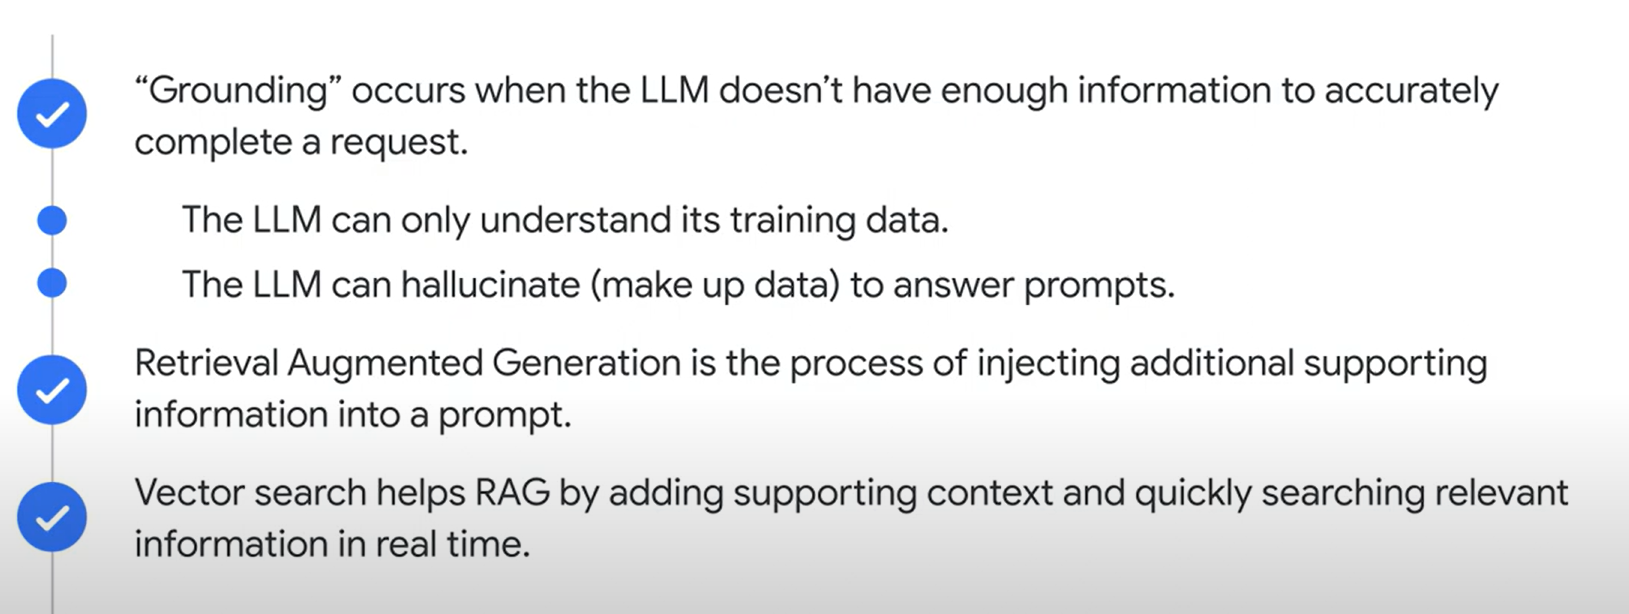 “Grounding” occurs when the LLM doesn’t have enough information to accurately
complete a request.
The LLM can only understand its training data.
The LLM can hallucinate (make up data) to answer prompts.
Retrieval Augmented Generation is the process of injecting additional supporting
information into a prompt.
Vector search helps RAG by adding supporting context and quickly searching relevant
information in real time.